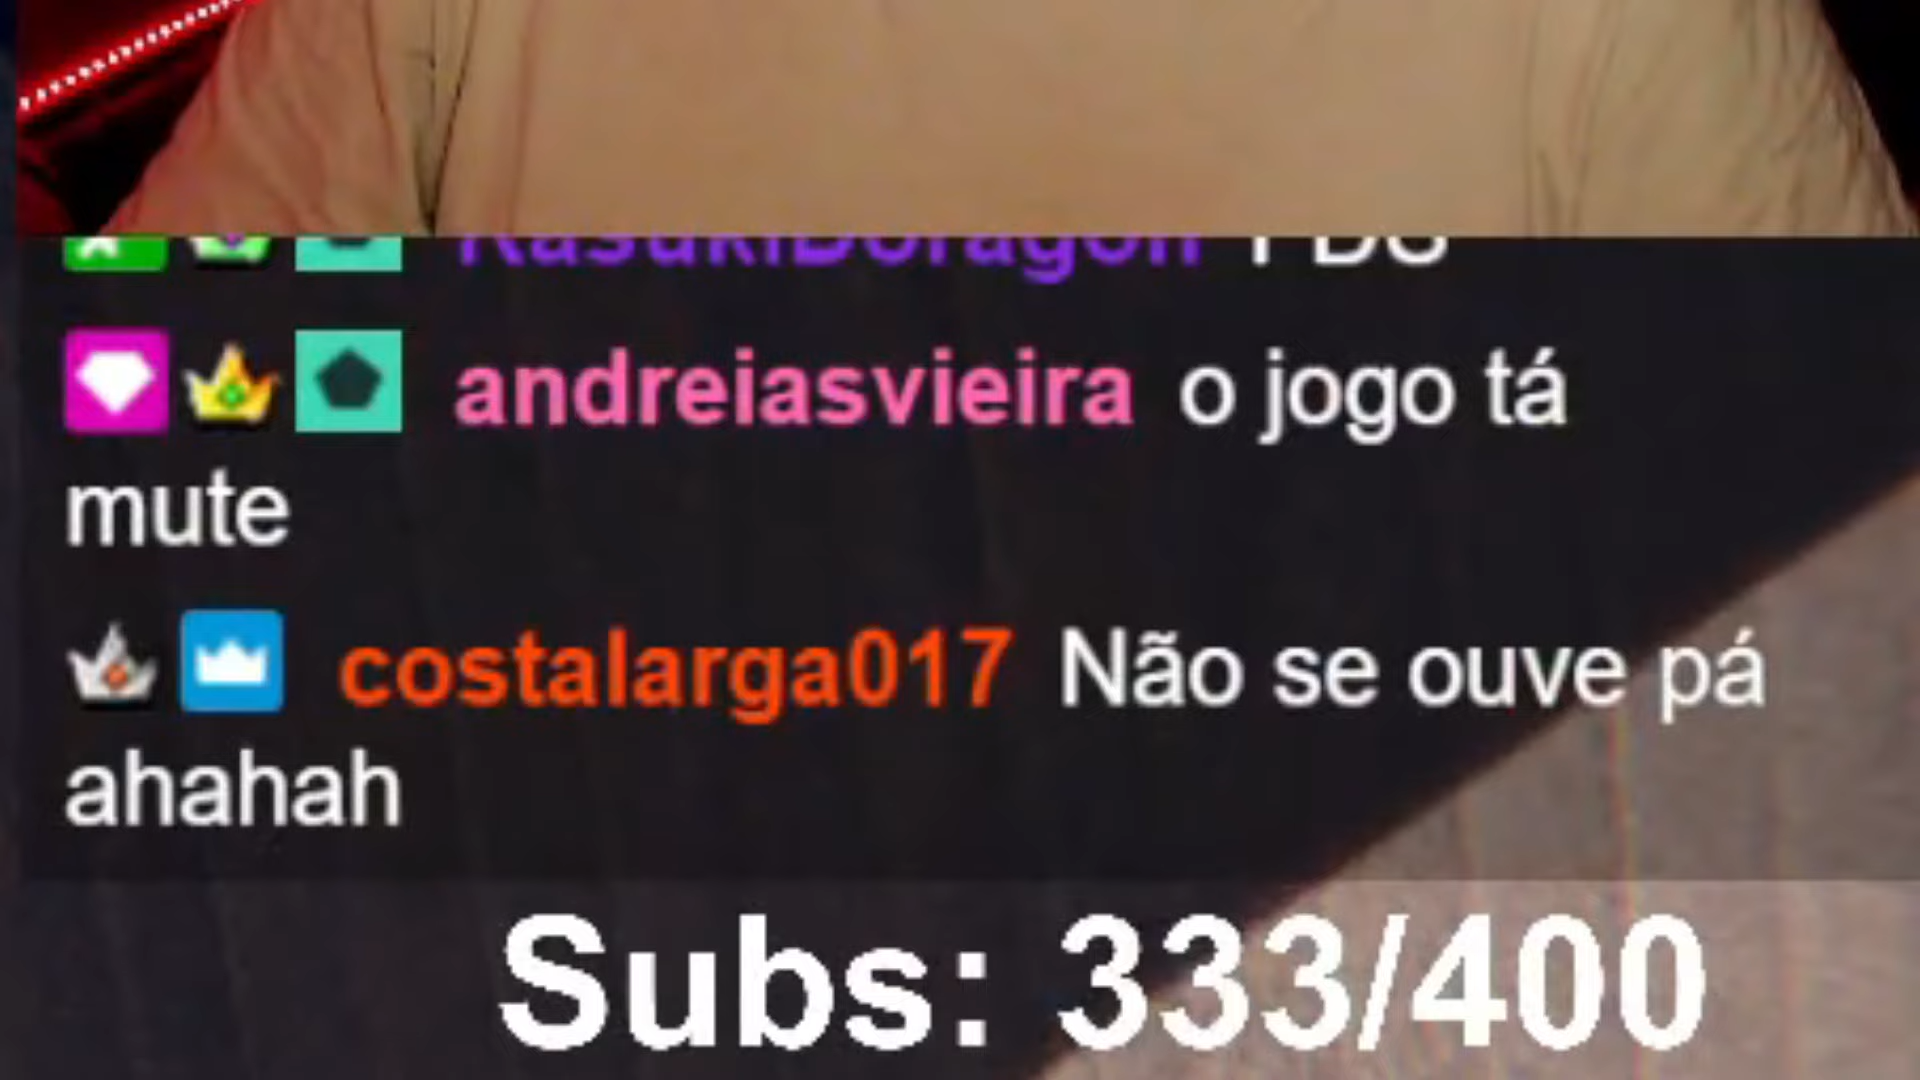 andreiasvieira o jogo tá
mute
costalarga017 Não se ouve pá
ahahah
Subs: 333/400